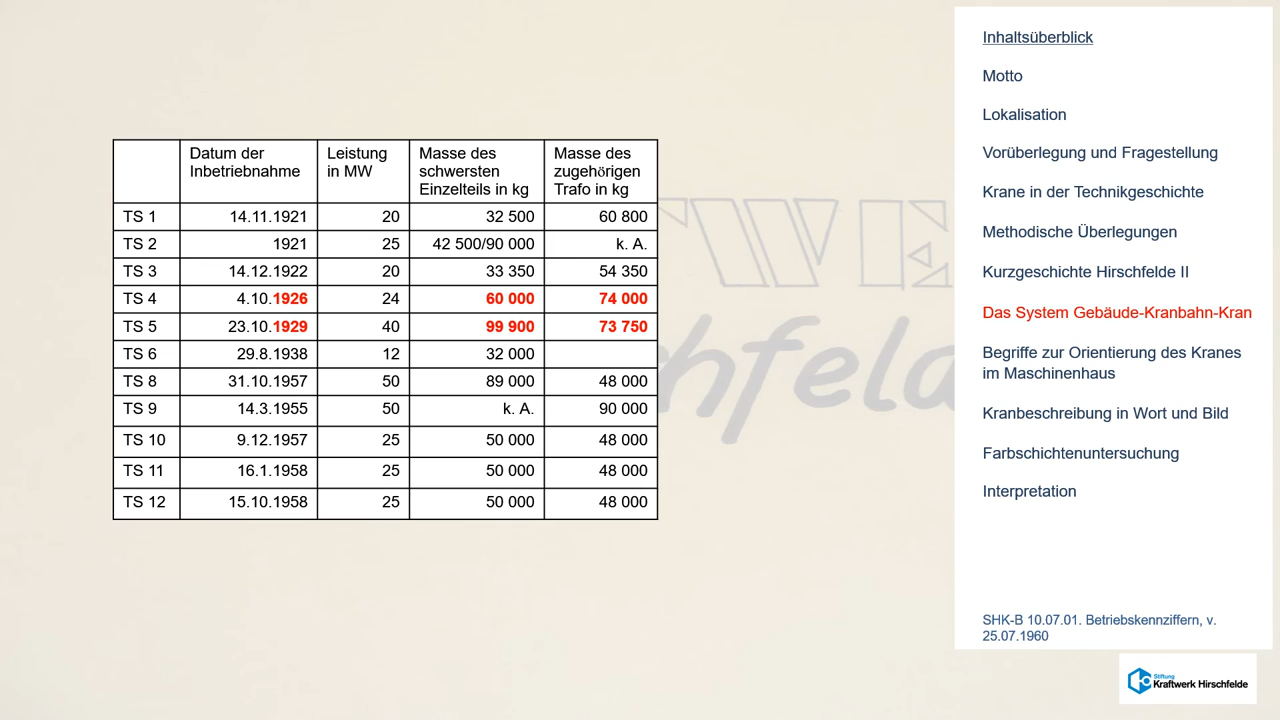 Datum der Inbetriebnahme | Leistung in MW | Masse des schwersten Einzelteils in kg | Masse des zugehörigen Trafo in kg
TS 1 14.11.1921 20 32 500 60 800
TS 2 1921 25 42 500/90 000 k. A.
TS 3 14.12.1922 20 33 350 54 350
TS 4 4.10.1926 24 60 000 74 000
TS 5 23.10.1929 40 99 900 73 750
TS 6 29.8.1938 12 32 000
TS 8 31.10.1957 50 89 000 48 000
TS 9 14.3.1955 50 k. A. 90 000
TS 10 9.12.1957 25 50 000 48 000
TS 11 16.1.1958 25 50 000 48 000
TS 12 15.10.1958 25 50 000 48 000
Inhaltsüberblick
Motto
Lokalisation
Vorüberlegung und Fragestellung
Krane in der Technikgeschichte
Methodische Überlegungen
Kurzgeschichte Hirschfelde II
Das System Gebäude-Kranbahn-Kran
Begriffe zur Orientierung des Kranes
im Maschinenhaus
Kranbeschreibung in Wort und Bild
Farbschichtenuntersuchung
Interpretation
SHK-B 10.07.01. Betriebskennziffern, v.
25.07.1960
Stiftung
Kraftwerk Hirschfelde